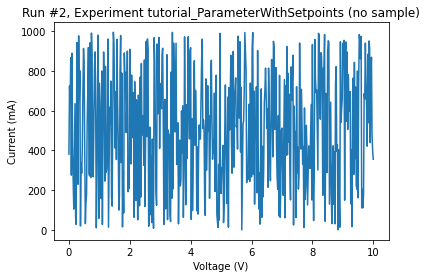 Run #2, Experiment tutorial_ParameterWithSetpoints (no sample)
1000
800
600
400
200
0
Current (mA)
0 2 4 6 8 10
Voltage (V)